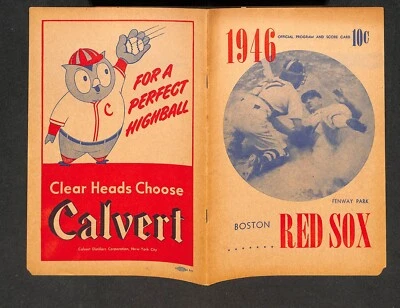 FOR A
PERFECT
HIGHBALL
C
Clear Heads Choose
Calvert
Calvert Distillers Corporation, New York City
1946
OFFICIAL PROGRAM AND SCORE CARD
10c
FENWAY PARK
BOSTON
....... RED SOX